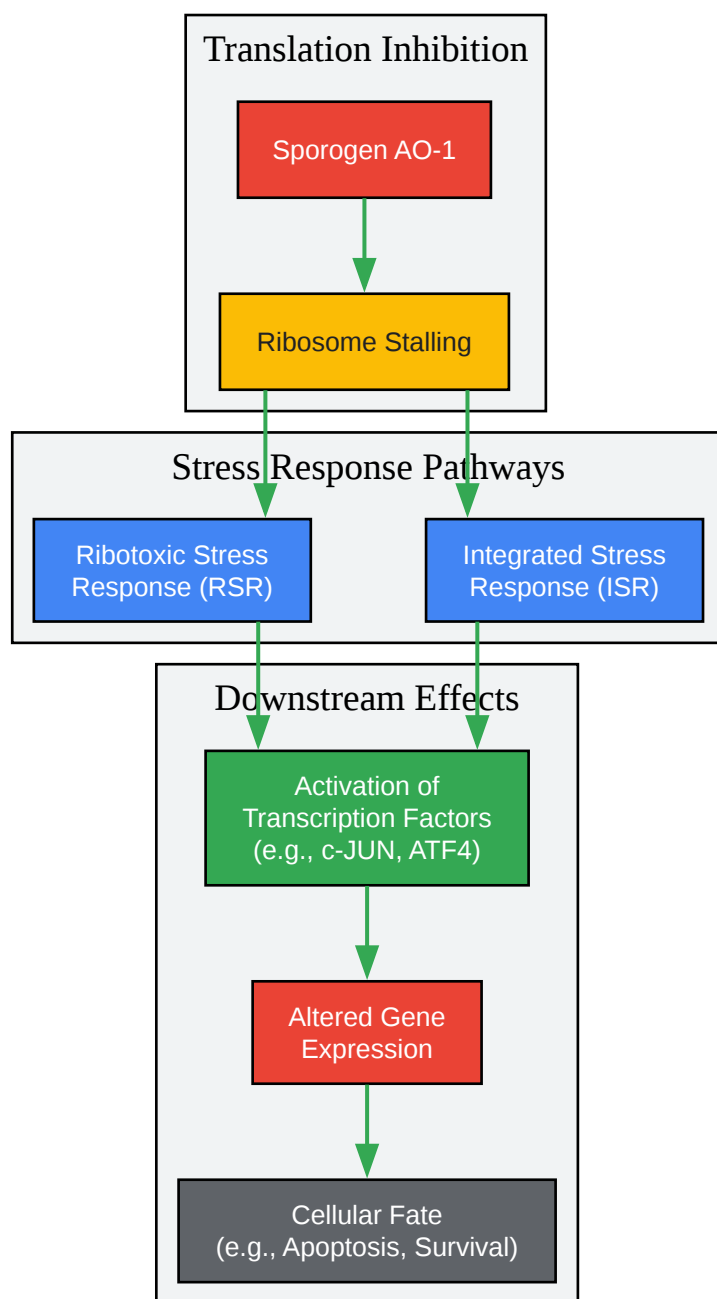 Translation Inhibition
Sporogen AO-1
Ribosome Stalling
Stress Response Pathways
Ribotoxic Stress
Response (RSR)
Integrated Stress
Response (ISR)
Downstream Effects
Activation of
Transcription Factors
(e.g., c-JUN, ATF4)
Altered Gene
Expression
Cellular Fate
(e.g., Apoptosis, Survival)